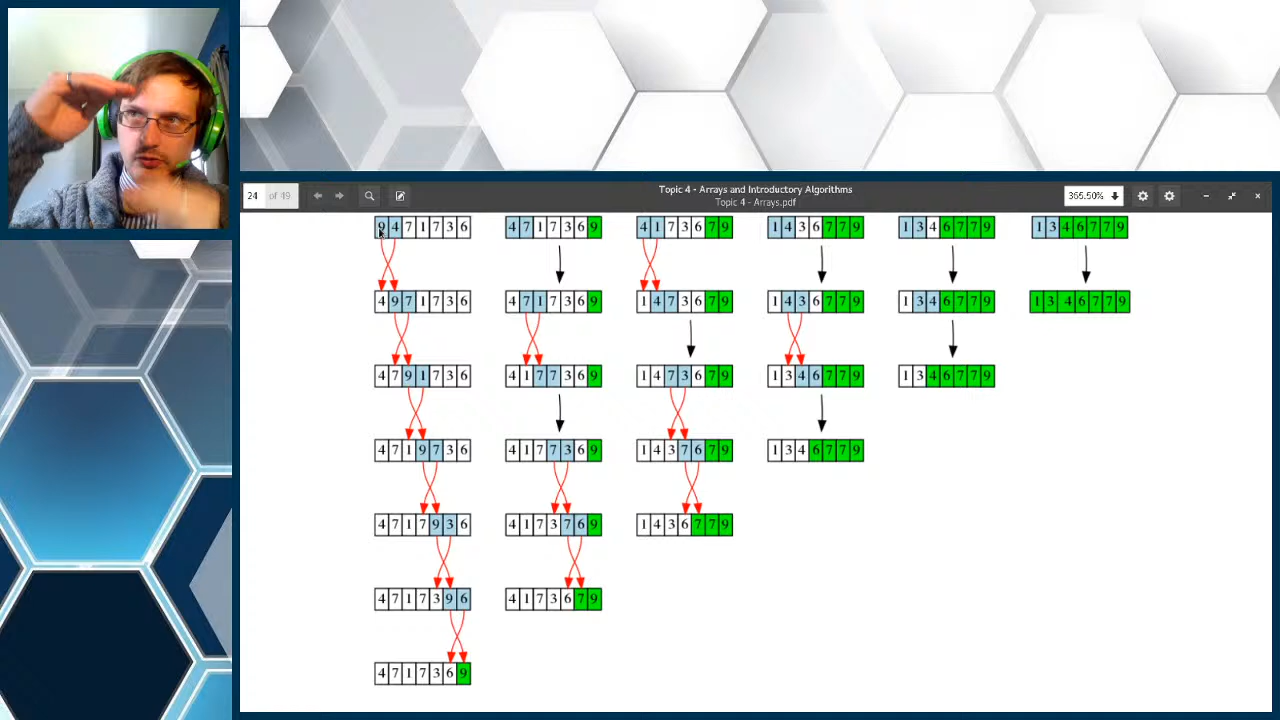 24 of 49
Topic 4 - Arrays and Introductory Algorithms
Topic 4 - Arrays.pdf
365.50%
9 4 7 1 7 3 6 4 7 1 7 3 6 9 4 1 7 3 6 7 9 1 4 3 6 7 7 9 1 3 4 6 7 7 9 1 3 4 6 7 7 9
4 9 7 1 7 3 6 4 7 1 7 3 6 9 1 4 7 3 6 7 9 1 4 3 6 7 7 9 1 3 4 6 7 7 9 1 3 4 6 7 7 9
4 7 9 1 7 3 6 4 1 7 7 3 6 9 1 4 7 3 6 7 9 1 3 4 6 7 7 9 1 3 4 6 7 7 9
4 7 1 9 7 3 6 4 1 7 7 3 6 9 1 4 3 7 6 7 9 1 3 4 6 7 7 9
4 7 1 7 9 3 6 4 1 7 3 7 6 9 1 4 3 6 7 7 9
4 7 1 7 3 9 6 4 1 7 3 6 7 9
4 7 1 7 3 6 9